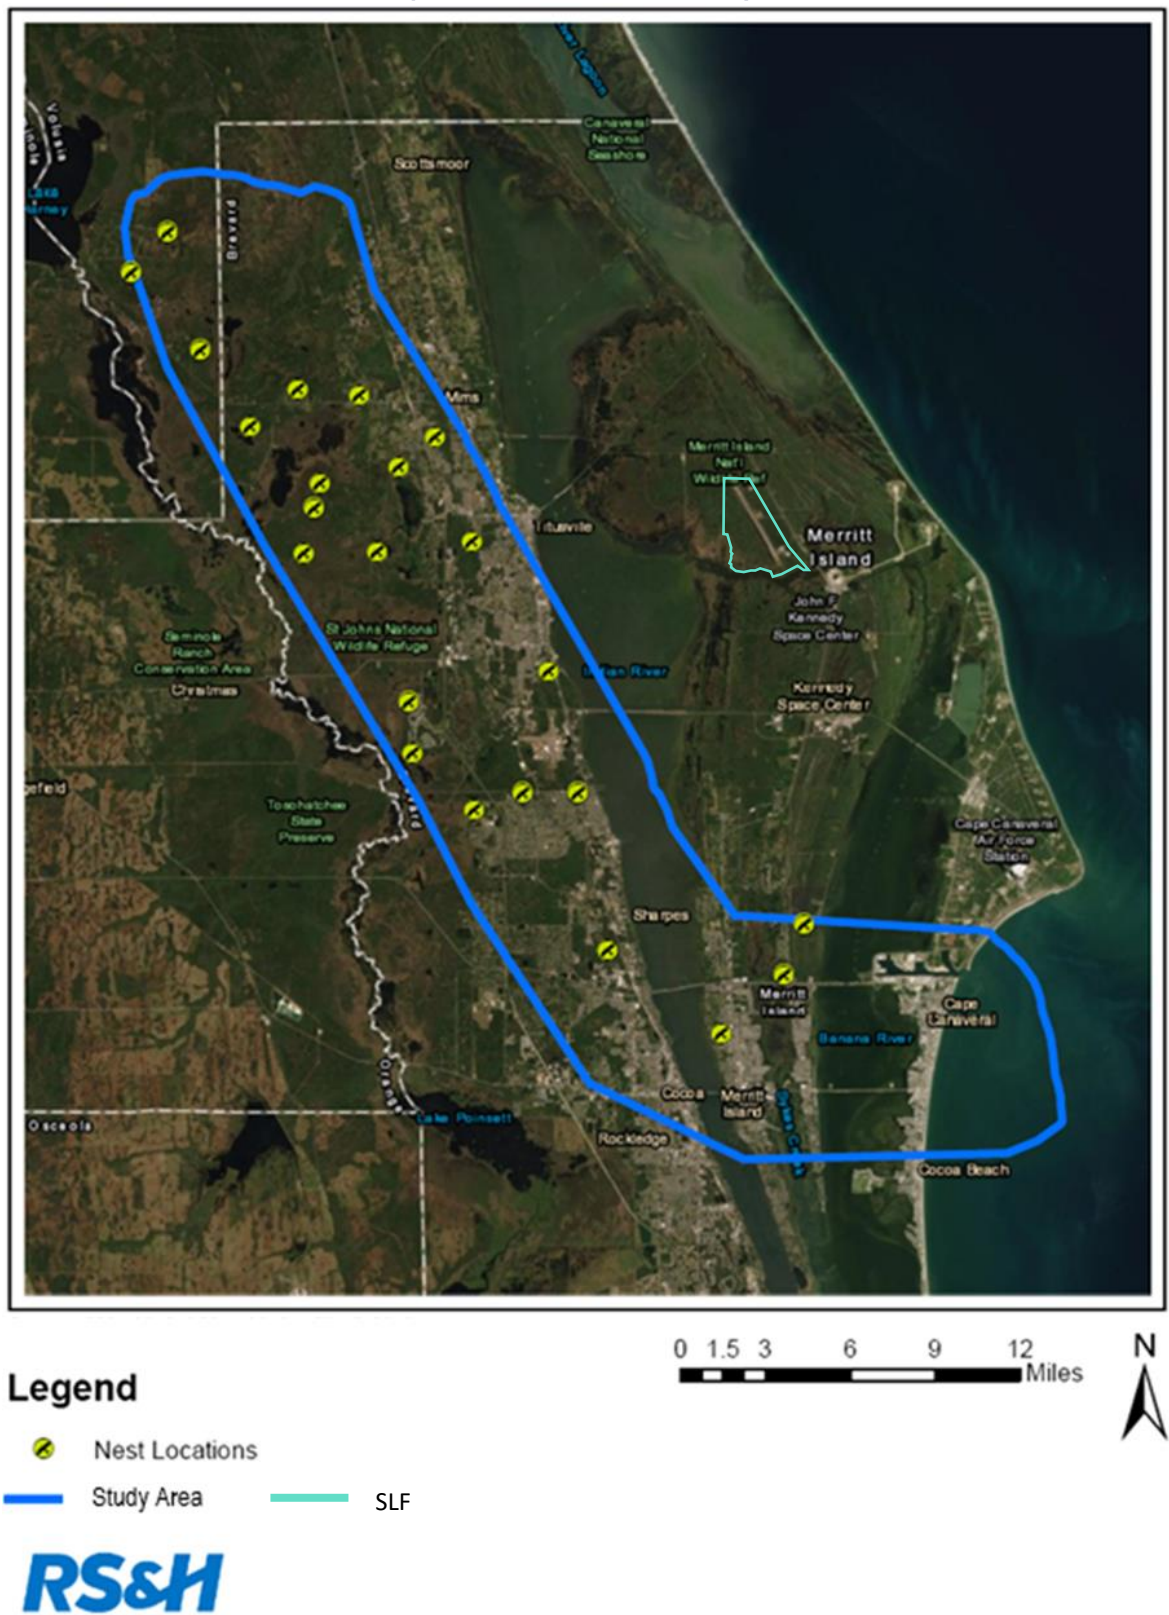 Canaveral
National
Seashore
Scottsmoor
Volusia
Brevard
Mims
Merritt Island
Nat'l
Titusville
Merritt
Island
John F
Kennedy
Space Center
St Johns National
Wildlife Refuge
Seminole
Ranch
Conservation Area
Christmas
Indian River
Kennedy
Space Center
Tosohatchee
State
Preserve
Cape Canaveral
Air Force
Station
Sharpes
Merritt
Island
Cape
Canaveral
Banana River
Cocoa
Merritt
Island
Orange
Lake Poinsett
Osceola
Rockledge
Cocoa Beach
0 1.5 3 6 9 12
Miles
N
Legend
Nest Locations
Study Area
SLF
RS&H